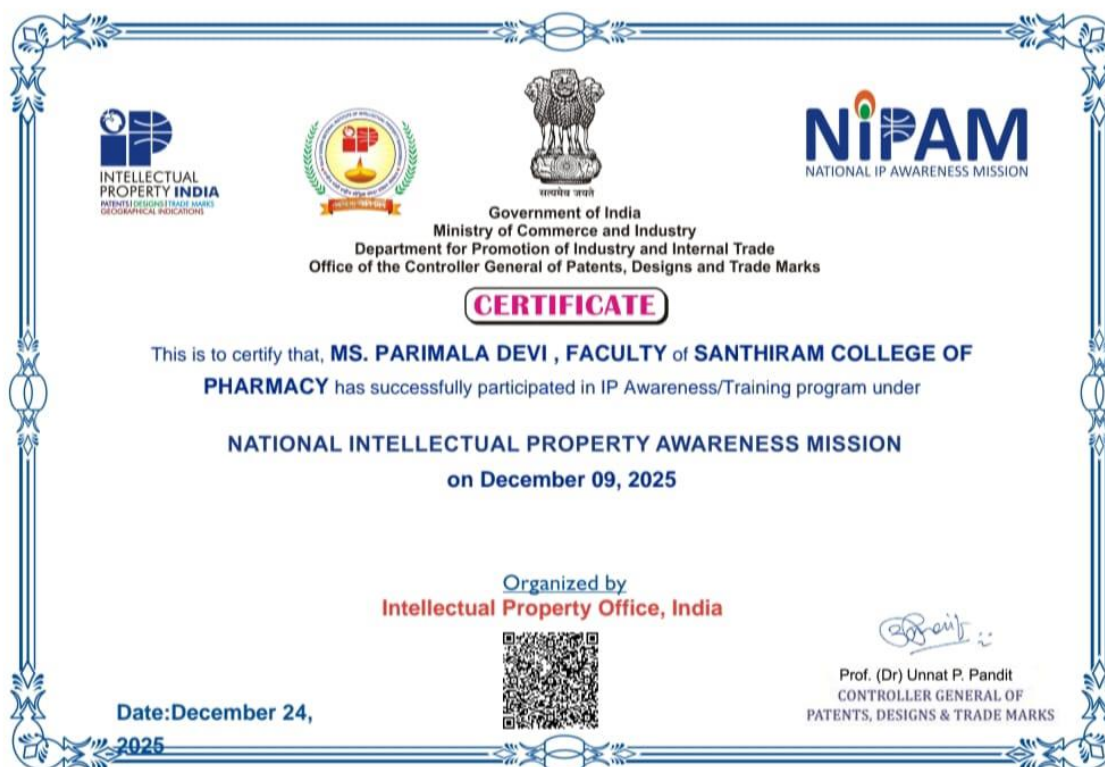 iP
INTELLECTUAL
PROPERTY INDIA
PATENTS | DESIGNS | TRADE MARKS
GEOGRAPHICAL INDICATIONS
iP
सत्यमेव जयते
NiPAM
NATIONAL IP AWARENESS MISSION
Government of India
Ministry of Commerce and Industry
Department for Promotion of Industry and Internal Trade
Office of the Controller General of Patents, Designs and Trade Marks
CERTIFICATE
This is to certify that, MS. PARIMALA DEVI , FACULTY of SANTHIRAM COLLEGE OF
PHARMACY has successfully participated in IP Awareness/Training program under
NATIONAL INTELLECTUAL PROPERTY AWARENESS MISSION
on December 09, 2025
Organized by
Intellectual Property Office, India
Prof. (Dr) Unnat P. Pandit
CONTROLLER GENERAL OF
PATENTS, DESIGNS & TRADE MARKS
Date:December 24,
2025